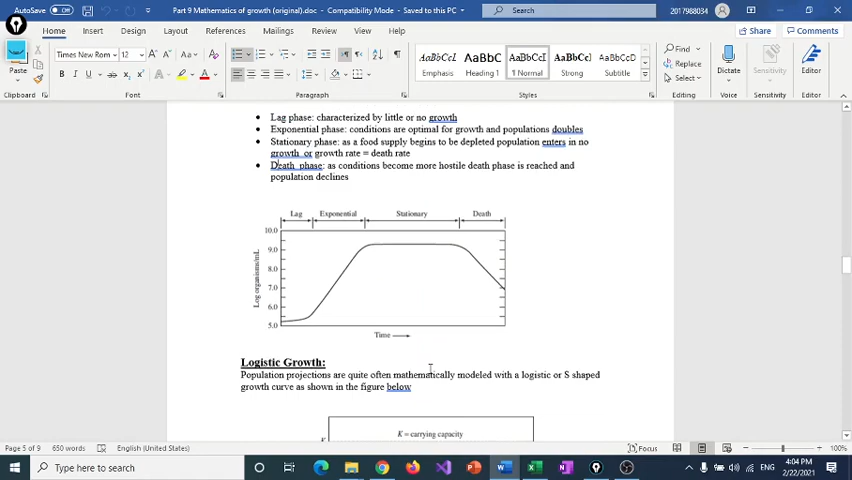 AutoSave Off
Part 9 Mathematics of growth (original).doc - Compatibility Mode - Saved to this PC
Search
2017988034
File Home Insert Draw Design Layout References Mailings Review View Help
Share Comments
Paste
Times New Rom 12
Emphasis Heading 1 1 Normal Strong Subtitle
Find
Replace
Select
Dictate
Sensitivity
Editor
Clipboard Font Paragraph Styles Editing Voice Sensitivity Editor
Lag phase: characterized by little or no growth
Exponential phase: conditions are optimal for growth and populations doubles
Stationary phase: as a food supply begins to be depleted population enters in no
growth or growth rate = death rate
Death phase: as conditions become more hostile death phase is reached and
population declines
Lag Exponential Stationary Death
10.0
9.0
8.0
7.0
6.0
5.0
Log organisms/mL
Time
Logistic Growth:
Population projections are quite often mathematically modeled with a logistic or S shaped
growth curve as shown in the figure below
K = carrying capacity
K
Page 5 of 9 650 words English (United States) Focus 100%
Type here to search
ENG
4:04 PM
2/22/2021